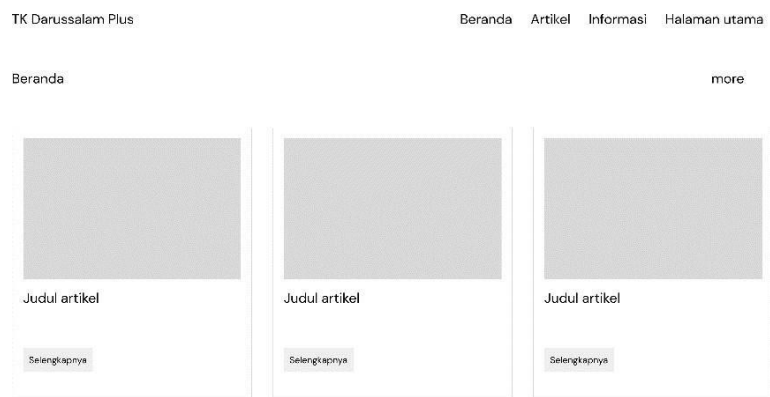 TK Darussalam Plus Beranda Artikel Informasi Halaman utama
Beranda more
Judul artikel Judul artikel Judul artikel
Selengkapnya Selengkapnya Selengkapnya